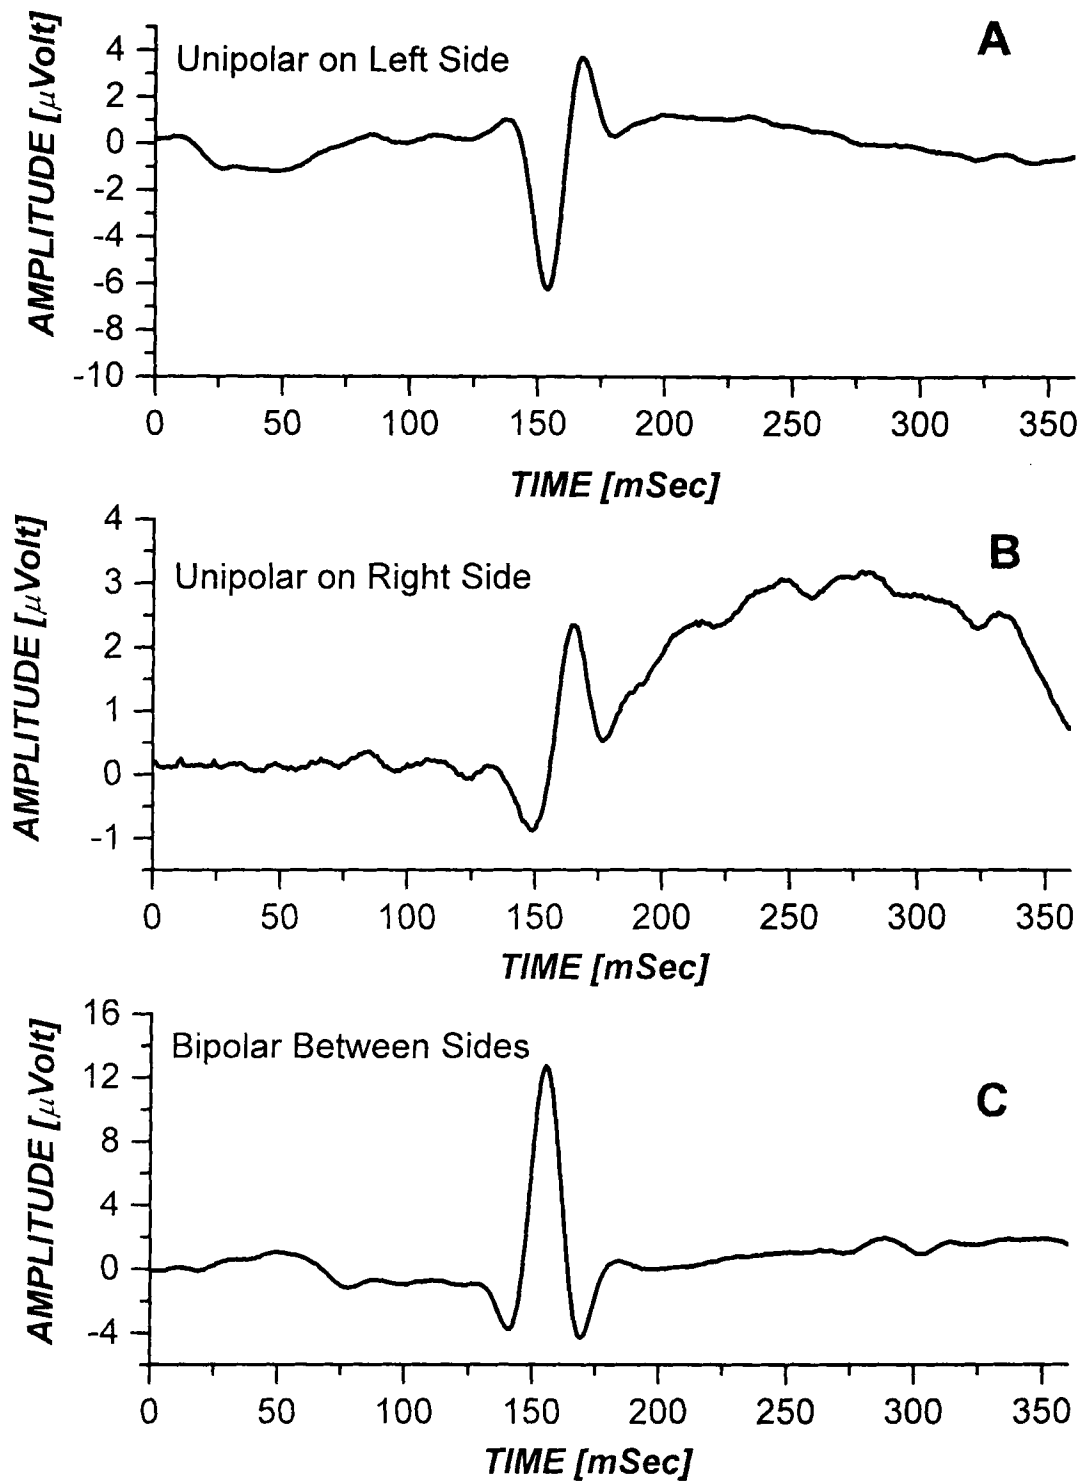 A
Unipolar on Left Side
AMPLITUDE [μVolt]
4
2
0
-2
-4
-6
-8
-10
0 50 100 150 200 250 300 350
TIME [mSec]
B
Unipolar on Right Side
AMPLITUDE [μVolt]
4
3
2
1
0
-1
0 50 100 150 200 250 300 350
TIME [mSec]
C
Bipolar Between Sides
AMPLITUDE [μVolt]
16
12
8
4
0
-4
0 50 100 150 200 250 300 350
TIME [mSec]